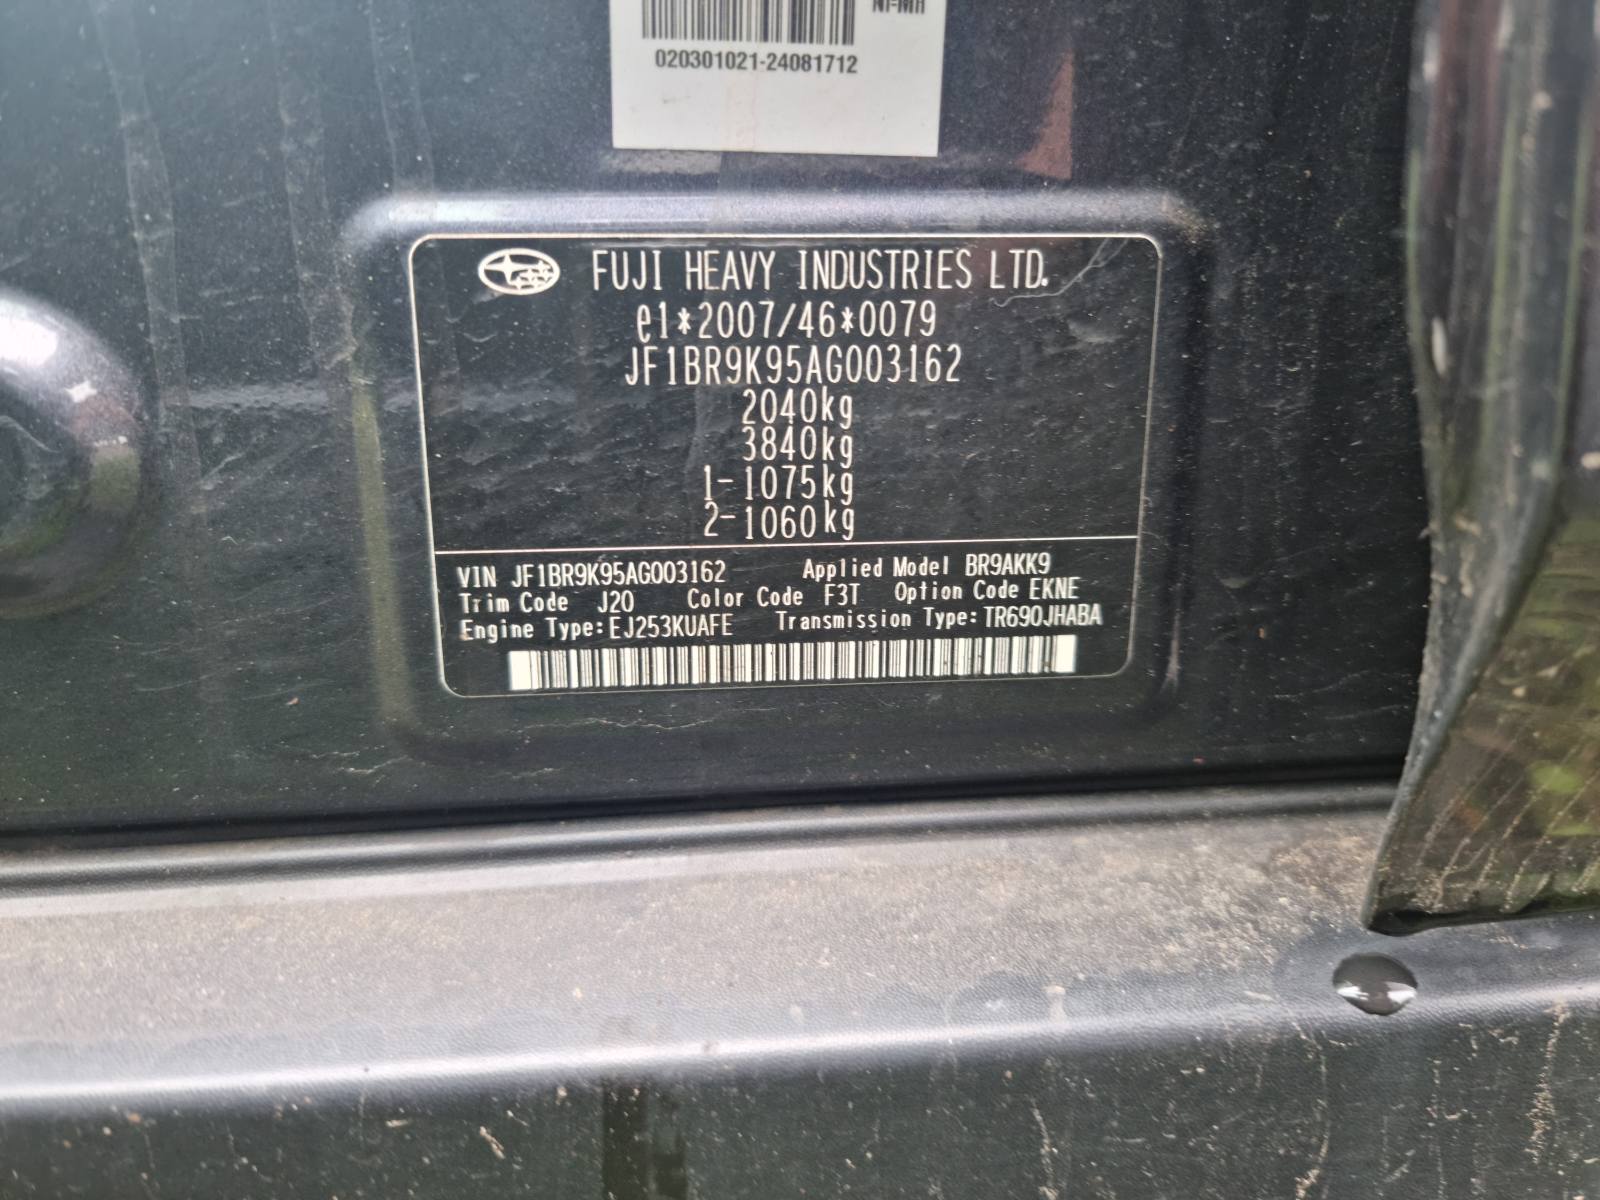 020301021-24081712
FUJI HEAVY INDUSTRIES LTD.
e1*2007/46*0079
JF1BR9K95AG003162
2040kg
3840kg
1-1075kg
2-1060kg
VIN JF1BR9K95AG003162 Applied Model BR9AKK9
Trim Code J20 Color Code F3T Option Code EKNE
Engine Type: EJ253KUAFE Transmission Type: TR690JHABA